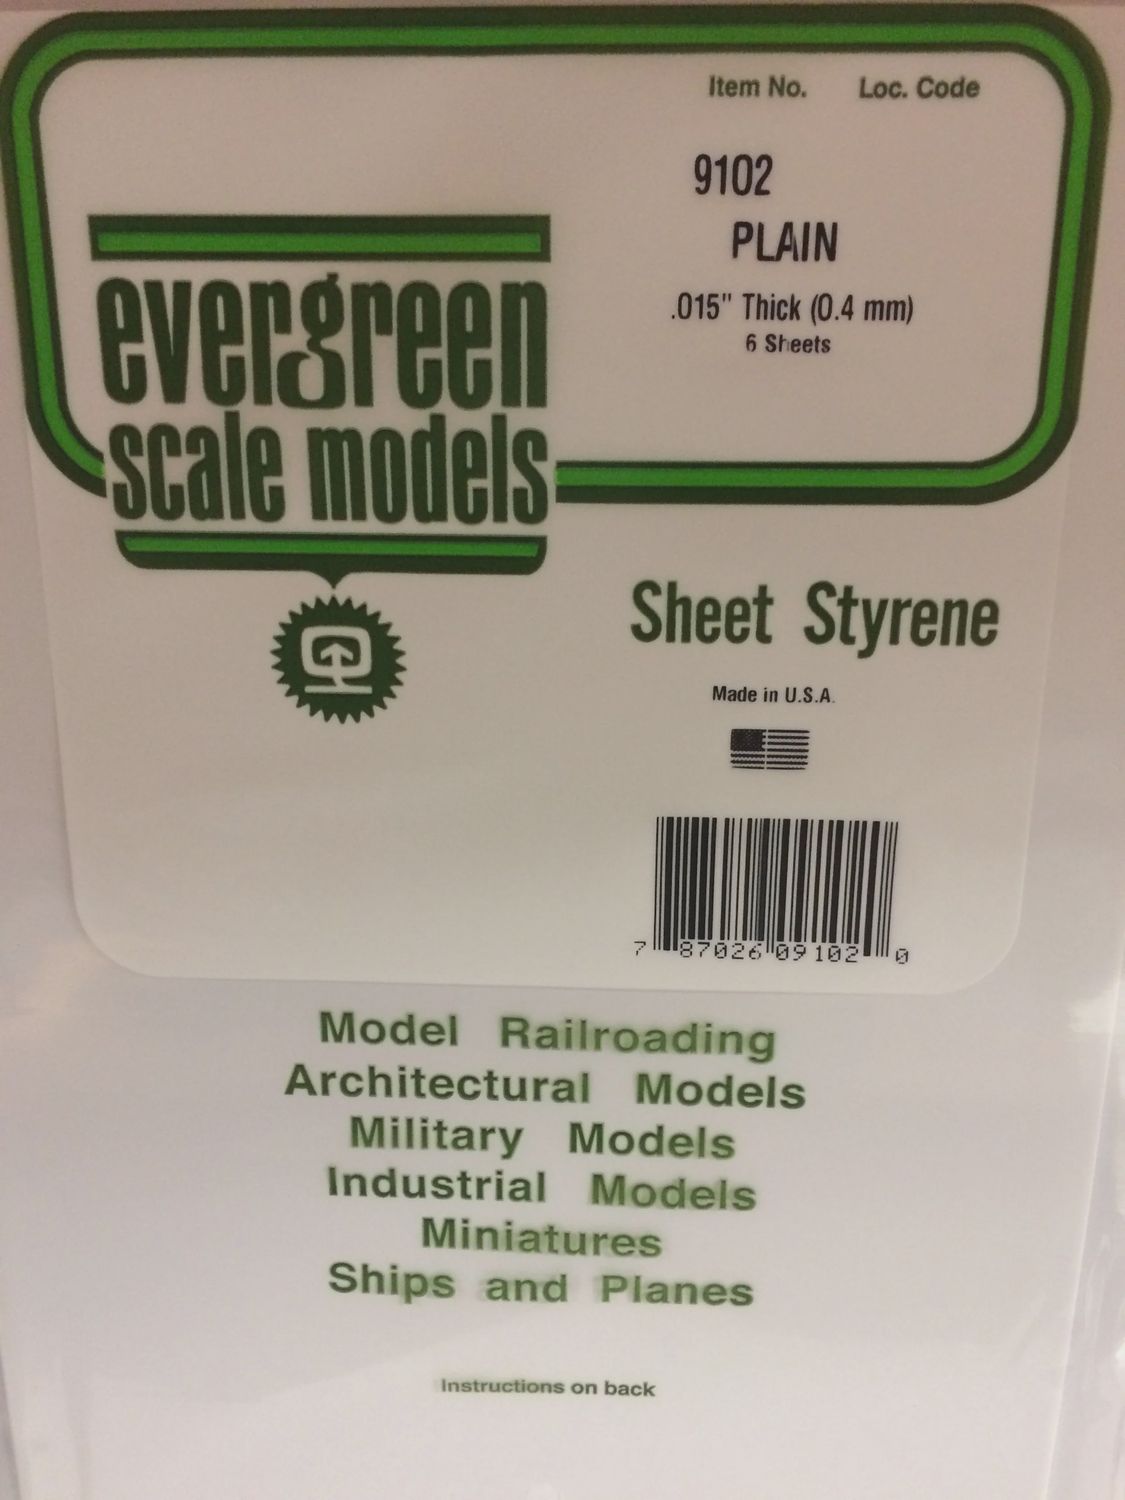 Item No. Loc. Code
9102
PLAIN
.015" Thick (0.4 mm)
6 Sheets
evergreen
scale models
Sheet Styrene
Made in U.S.A.
7 87026 09102 0
Model Railroading
Architectural Models
Military Models
Industrial Models
Miniatures
Ships and Planes
Instructions on back